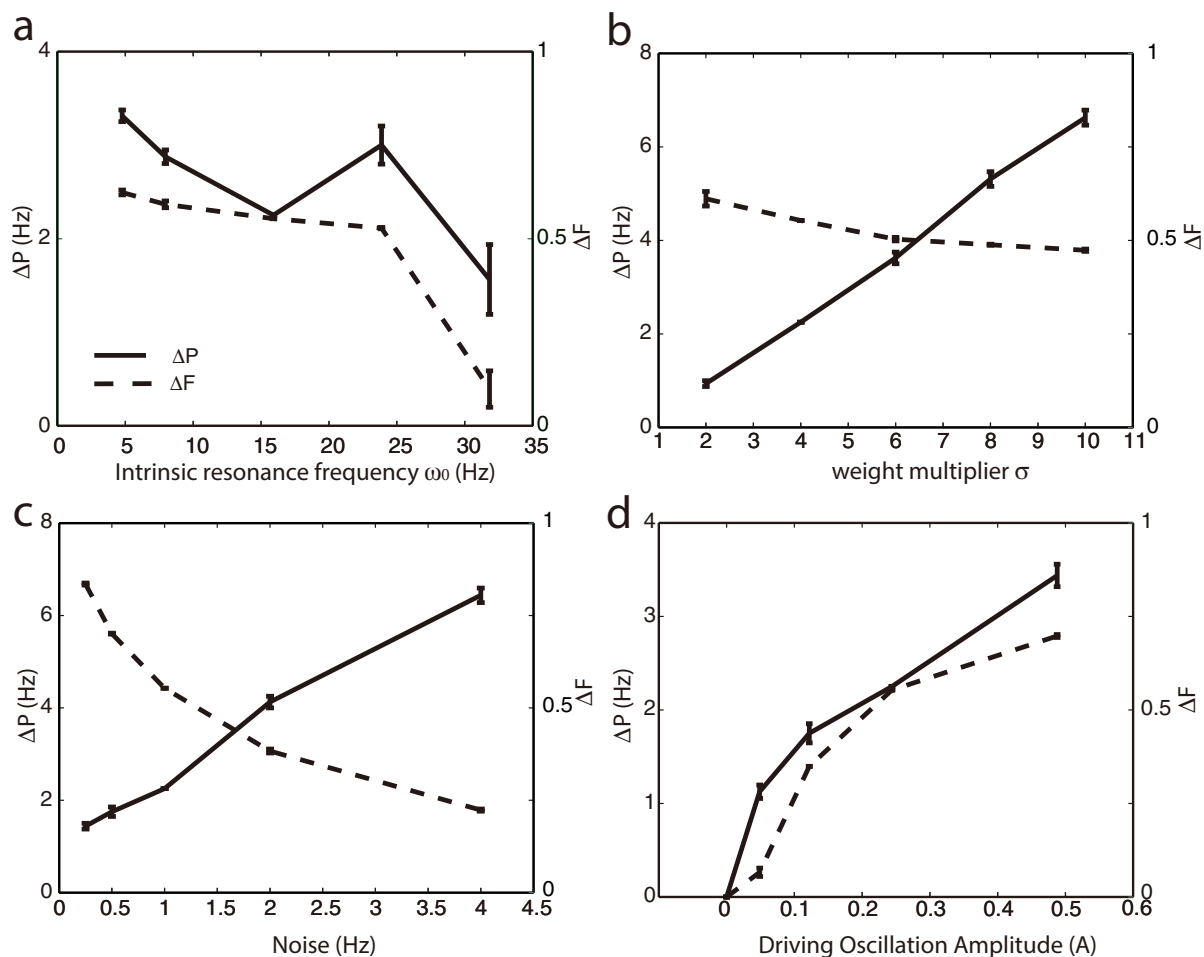 a
4
2
0
ΔP (Hz)
1
0.5
0
ΔF
ΔP
ΔF
0 5 10 15 20 25 30 35
Intrinsic resonance frequency ω₀ (Hz)
b
8
6
4
2
0
ΔP (Hz)
1
0.5
0
ΔF
1 2 3 4 5 6 7 8 9 10 11
weight multiplier σ
c
8
6
4
2
0
ΔP (Hz)
1
0.5
0
ΔF
0 0.5 1 1.5 2 2.5 3 3.5 4 4.5
Noise (Hz)
d
4
3
2
1
0
ΔP (Hz)
1
0.5
0
ΔF
0 0.1 0.2 0.3 0.4 0.5 0.6
Driving Oscillation Amplitude (A)